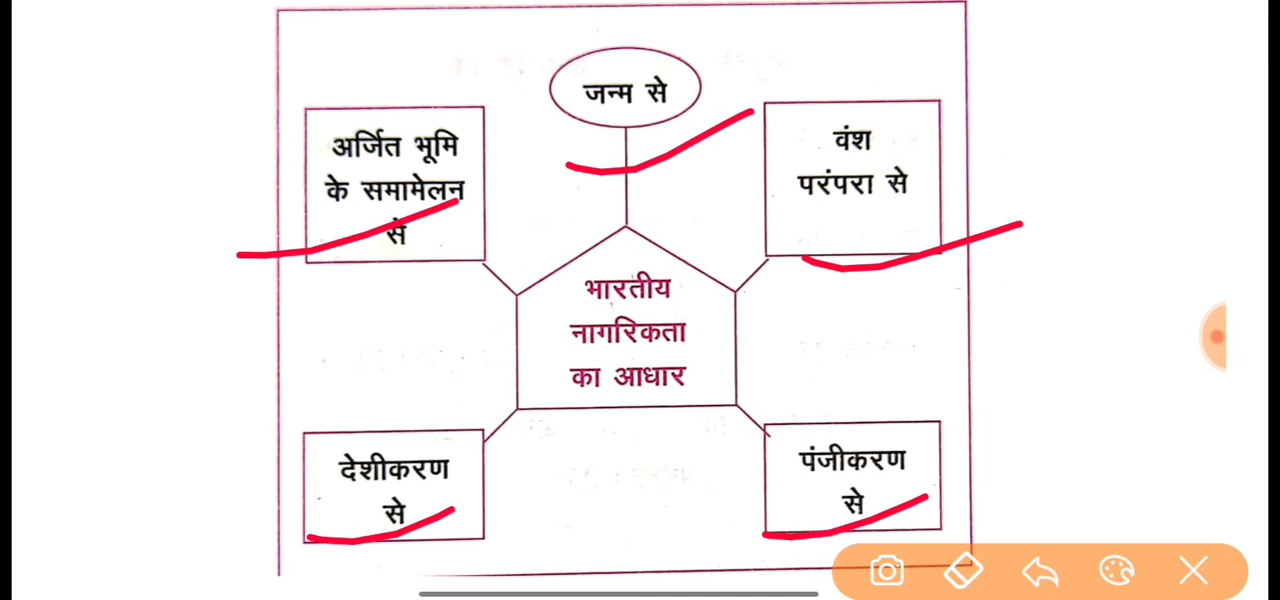 जन्म से
अर्जित भूमि
के समामेलन
से
वंश
परंपरा से
भारतीय
नागरिकता
का आधार
देशीकरण
से
पंजीकरण
से